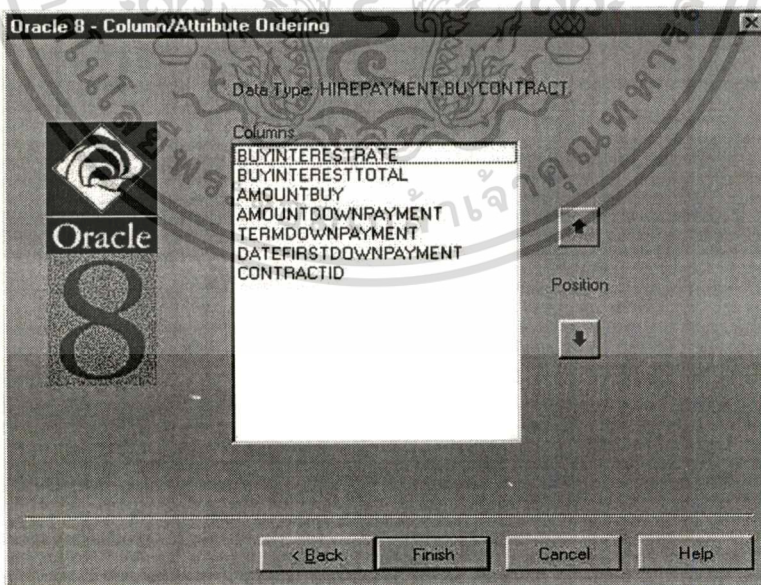 Oracle 8 - Column/Attribute Ordering
Data Type: HIREPAYMENT.BUYCONTRACT
Columns
BUYINTERESTRATE
BUYINTERESTTOTAL
AMOUNTBUY
AMOUNTDOWNPAYMENT
TERMDOWNPAYMENT
DATEFIRSTDOWNPAYMENT
CONTRACTID
Oracle
8
Position
< Back
Finish
Cancel
Help